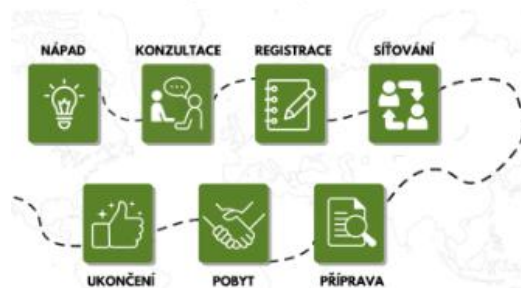 NÁPAD
KONZULTACE
REGISTRACE
SÍŤOVÁNÍ
UKONČENÍ
POBYT
PŘÍPRAVA